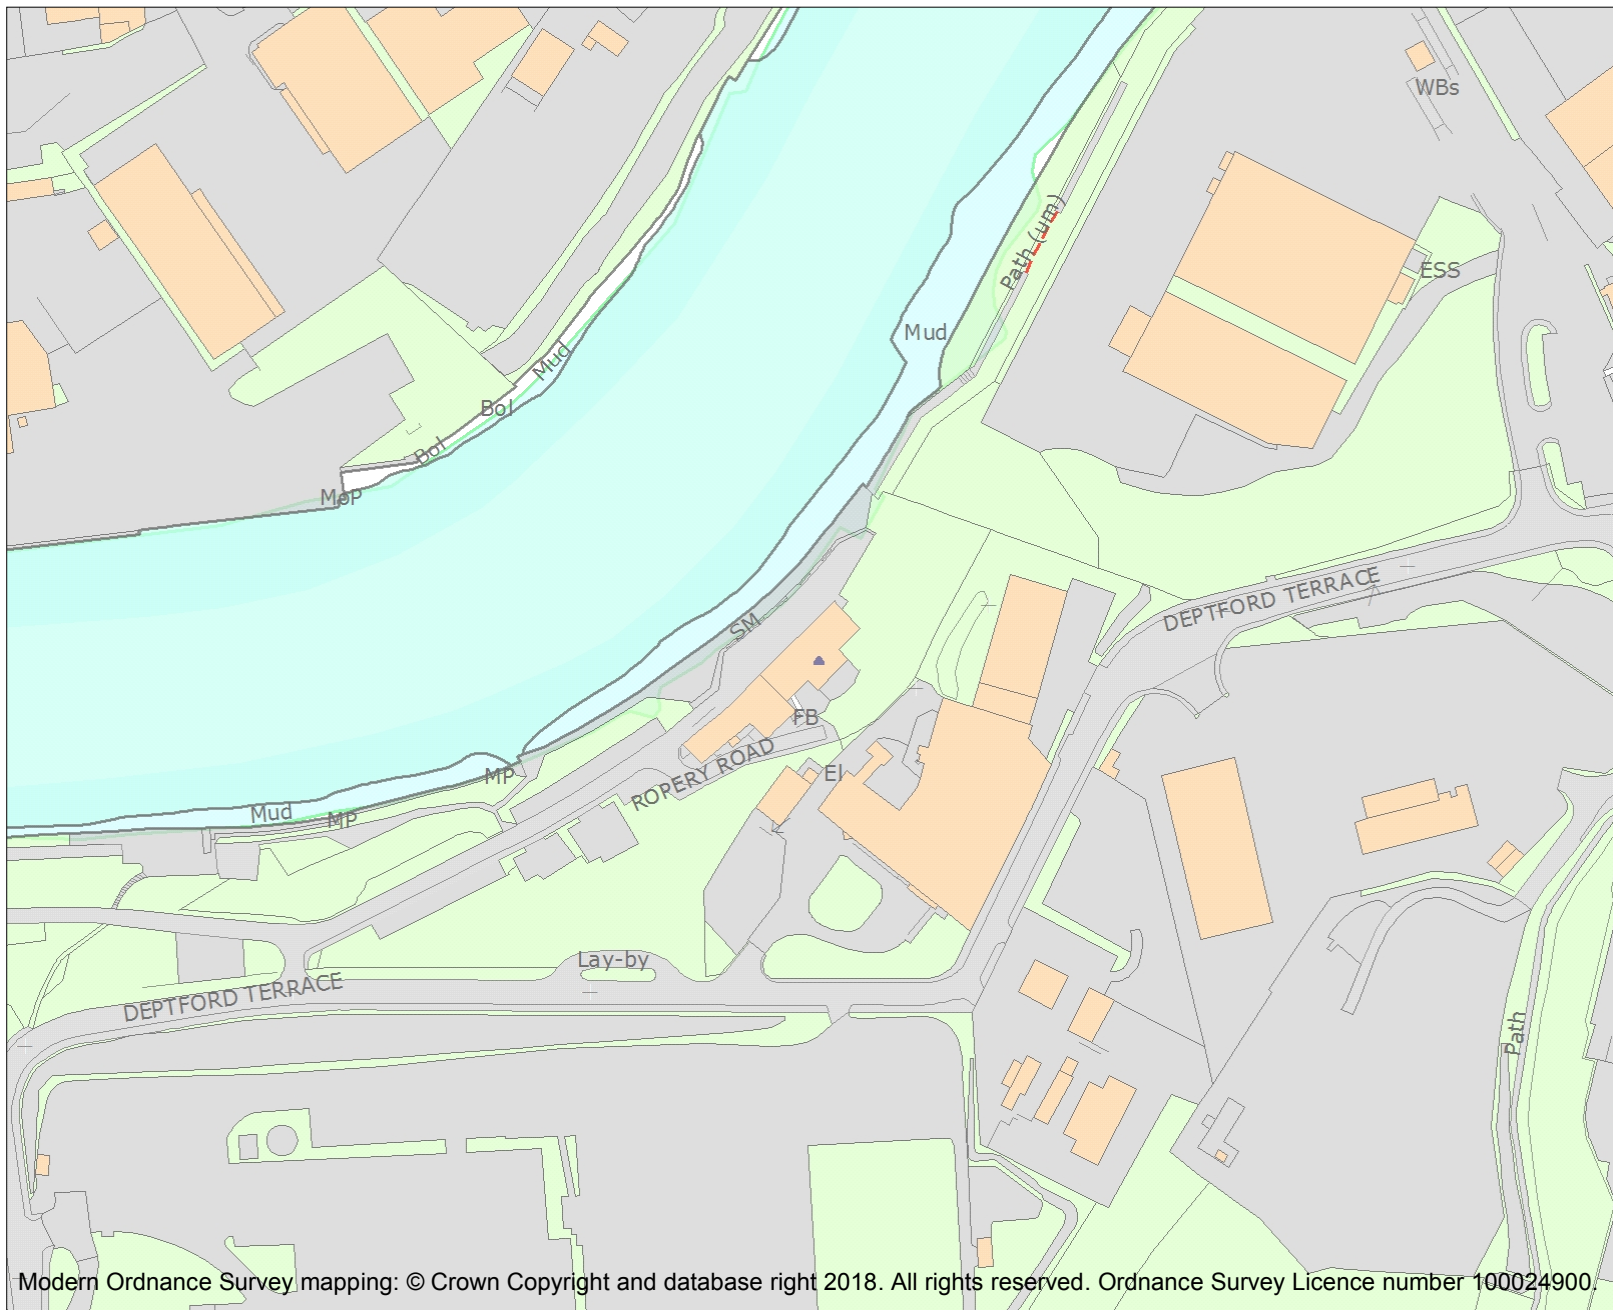 WBs
Path (um)
ESS
Mud
Mud
Bol
Bol
MoP
DEPTFORD TERRACE
SM
FB
ROPERY ROAD
El
MP
Mud
MP
Lay-by
DEPTFORD TERRACE
Path
Modern Ordnance Survey mapping: © Crown Copyright and database right 2018. All rights reserved. Ordnance Survey Licence number 100024900.